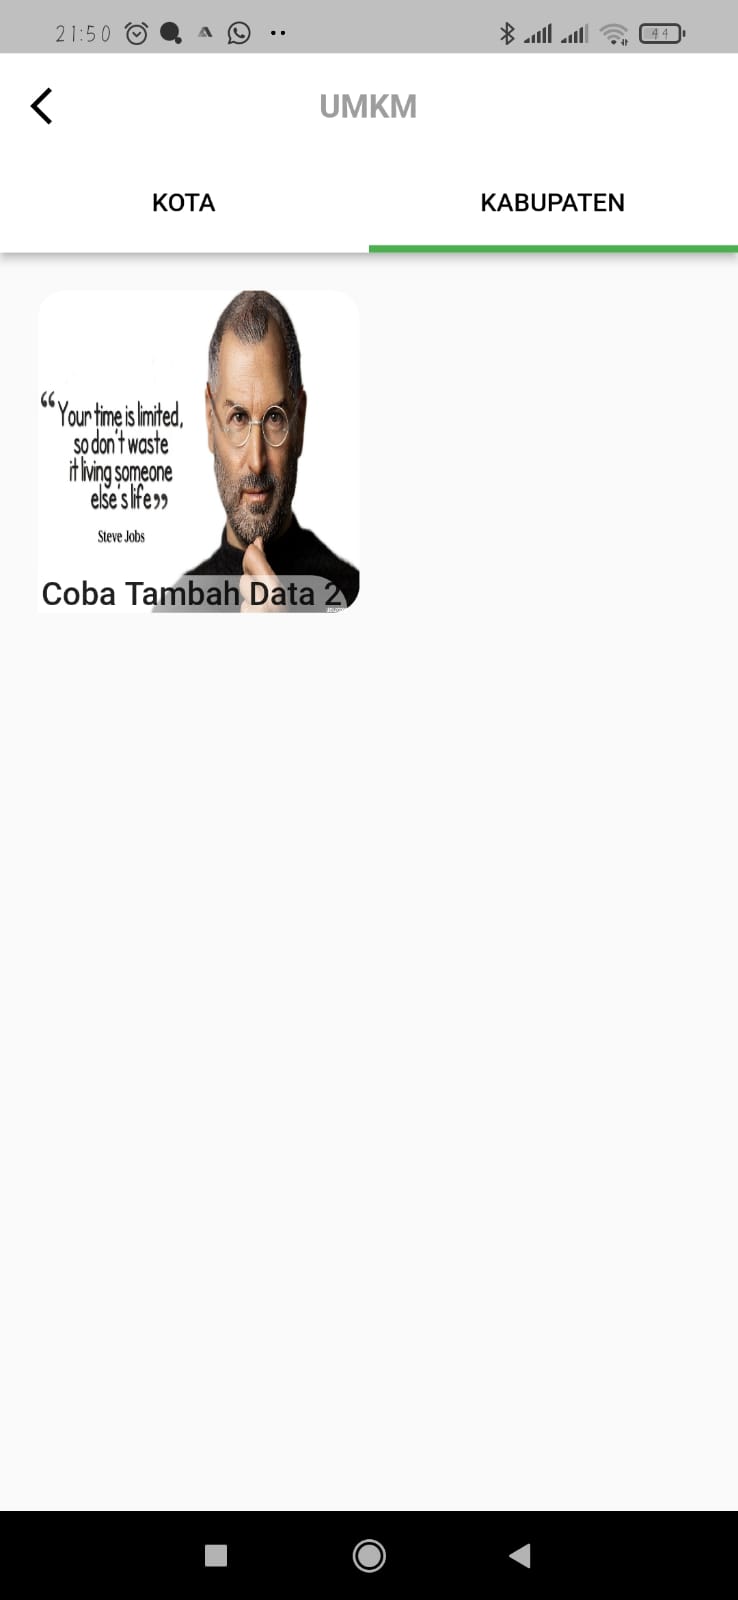 21:50
44
UMKM
KOTA
KABUPATEN
“Your time is limited,
so don't waste
it living someone
else's life”
Steve Jobs
Coba Tambah Data 2